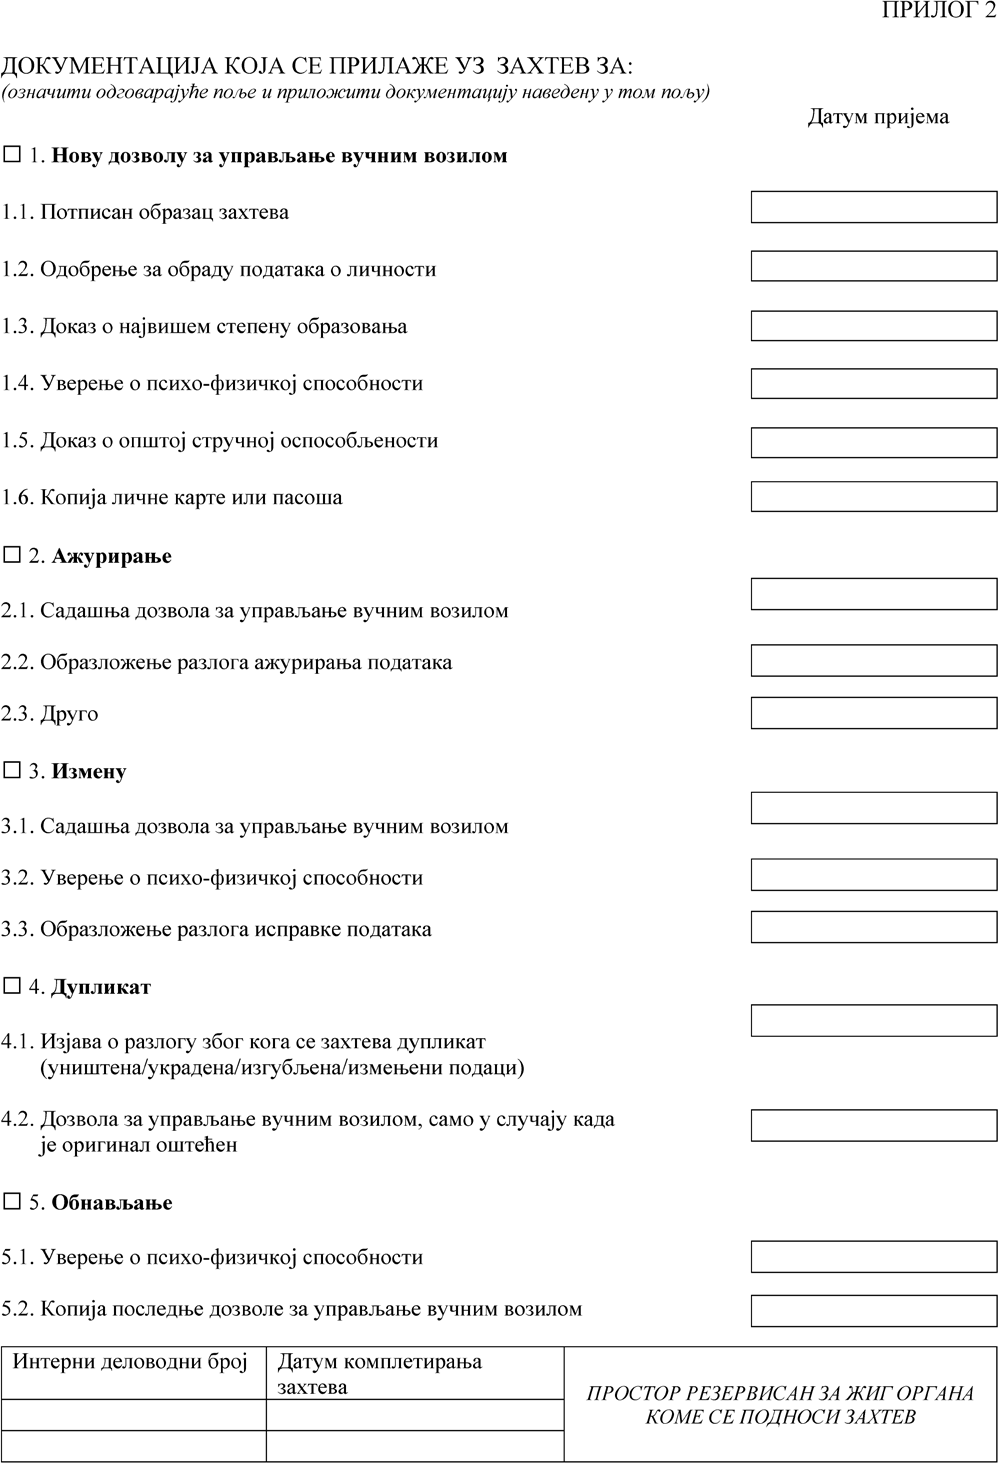 ПРИЛОГ 2
ДОКУМЕНТАЦИЈА КОЈА СЕ ПРИЛАЖЕ УЗ ЗАХТЕВ ЗА:
(означити одговарајуће поље и приложити документацију наведену у том пољу)
Датум пријема
☐ 1. Нову дозволу за управљање вучним возилом
1.1. Потписан образац захтева
1.2. Одобрење за обраду података о личности
1.3. Доказ о највишем степену образовања
1.4. Уверење о психо-физичкој способности
1.5. Доказ о општој стручној оспособљености
1.6. Копија личне карте или пасоша
☐ 2. Ажурирање
2.1. Садашња дозвола за управљање вучним возилом
2.2. Образложење разлога ажурирања података
2.3. Друго
☐ 3. Измену
3.1. Садашња дозвола за управљање вучним возилом
3.2. Уверење о психо-физичкој способности
3.3. Образложење разлога исправке података
☐ 4. Дупликат
4.1. Изјава о разлогу због кога се захтева дупликат
(уништена/украдена/изгубљена/измењени подаци)
4.2. Дозвола за управљање вучним возилом, само у случају када
је оригинал оштећен
☐ 5. Обнављање
5.1. Уверење о психо-физичкој способности
5.2. Копија последње дозволе за управљање вучним возилом
Интерни деловодни број
Датум комплетирања
захтева
ПРОСТОР РЕЗЕРВИСАН ЗА ЖИГ ОРГАНА
КОМЕ СЕ ПОДНОСИ ЗАХТЕВ